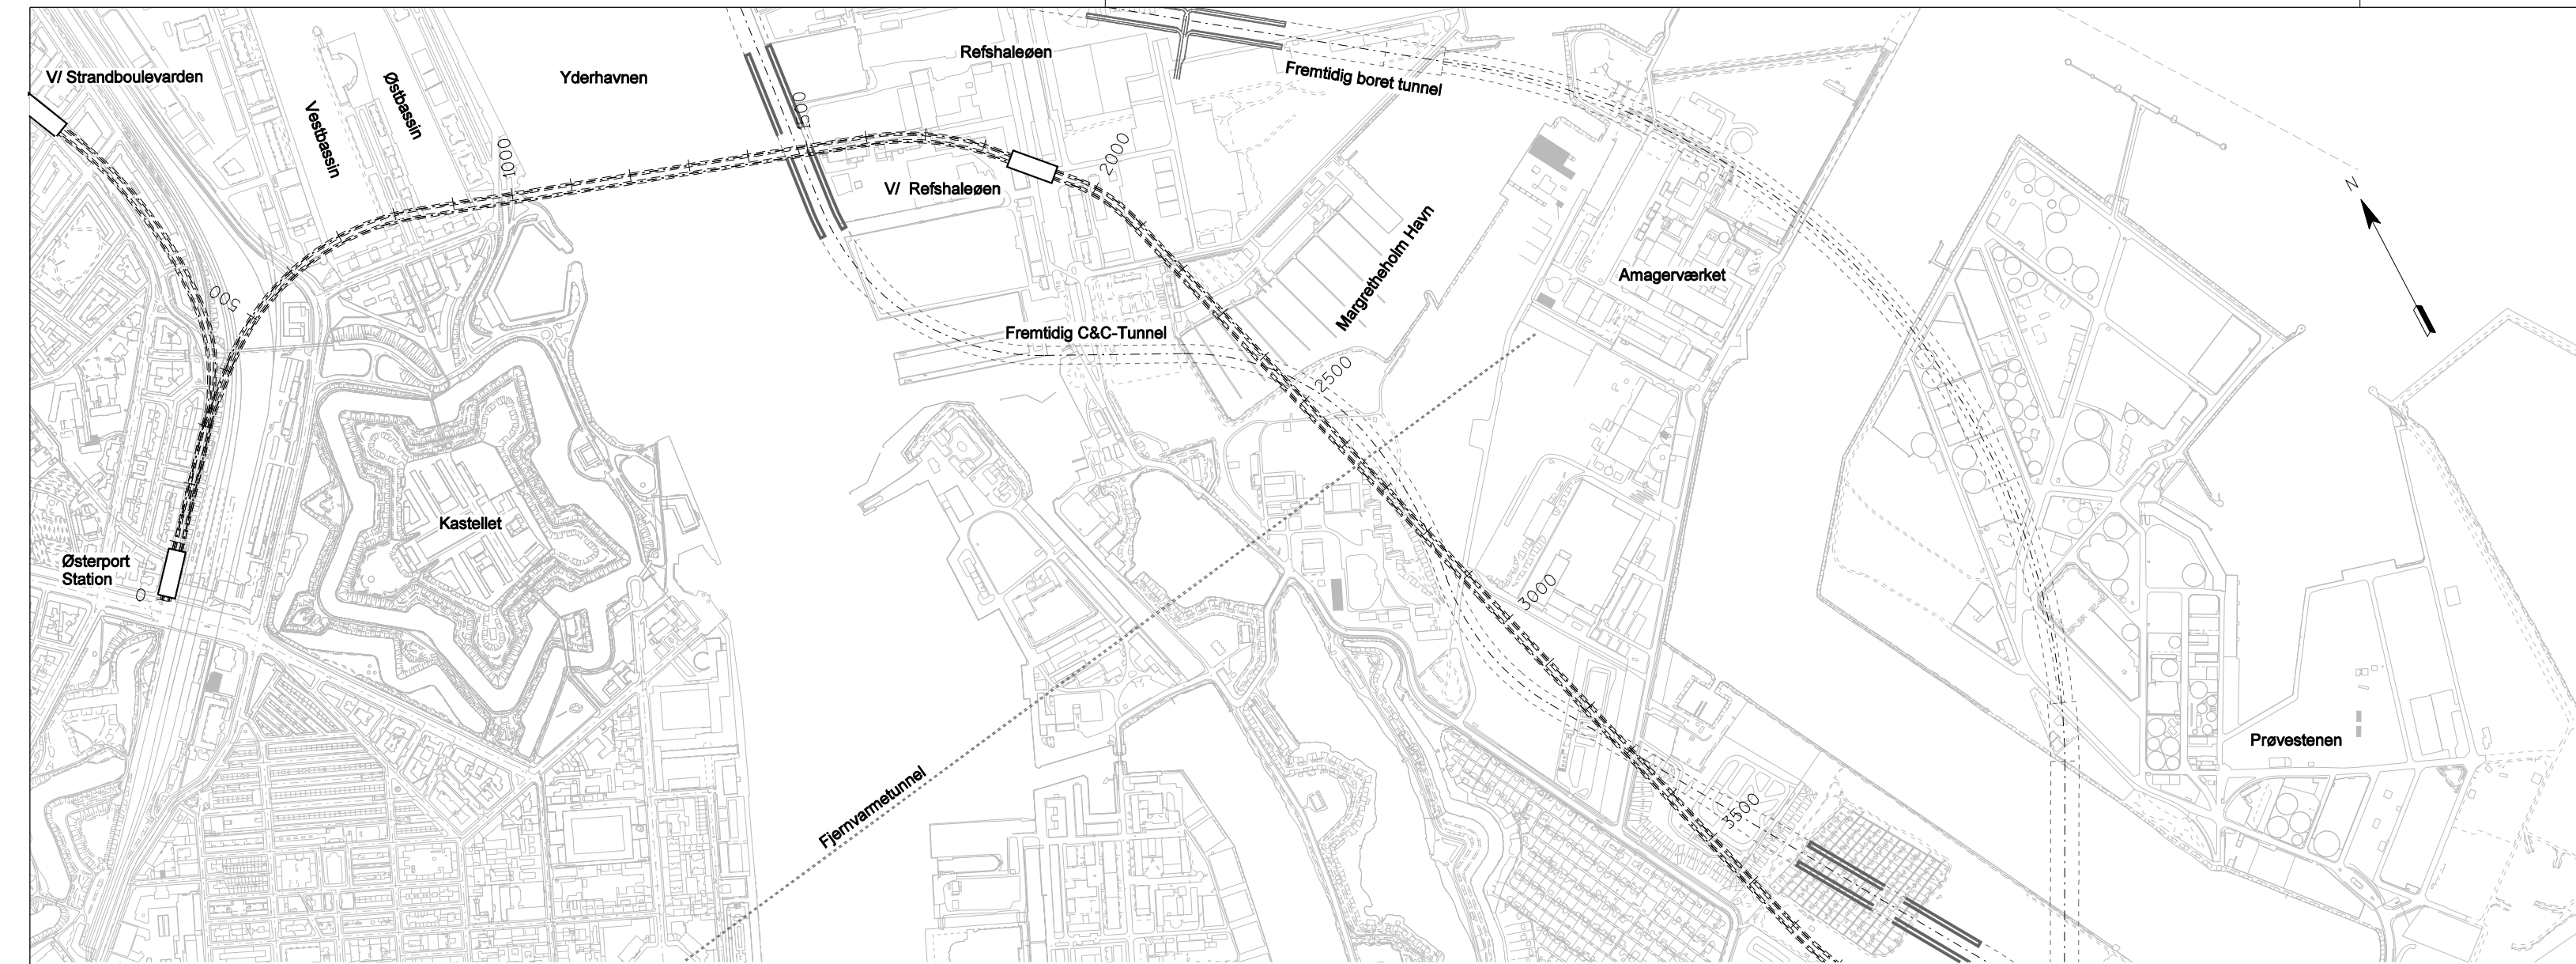 V/ Strandboulevarden
Vestbassin
Østbassin
Yderhavnen
Refshaleøen
Fremtidig boret tunnel
1000
1500
V/ Refshaleøen
2000
Margretheholm Havn
Amagerværket
N
500
Fremtidig C&C-Tunnel
2500
Kastellet
Østerport
Station
0
3000
Prøvestenen
Fjernvarmetunnel
3500